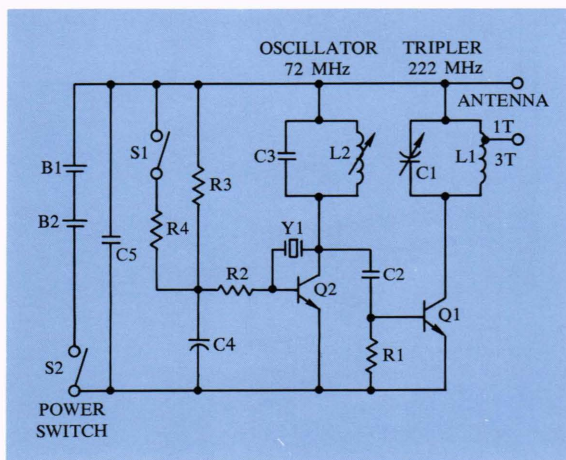 OSCILLATOR
72 MHz
TRIPLER
222 MHz
ANTENNA
S1
B1
B2
C3
L2
C1
L1
1T
3T
R3
R4
C5
Y1
R2
C2
Q2
Q1
C4
R1
S2
POWER
SWITCH